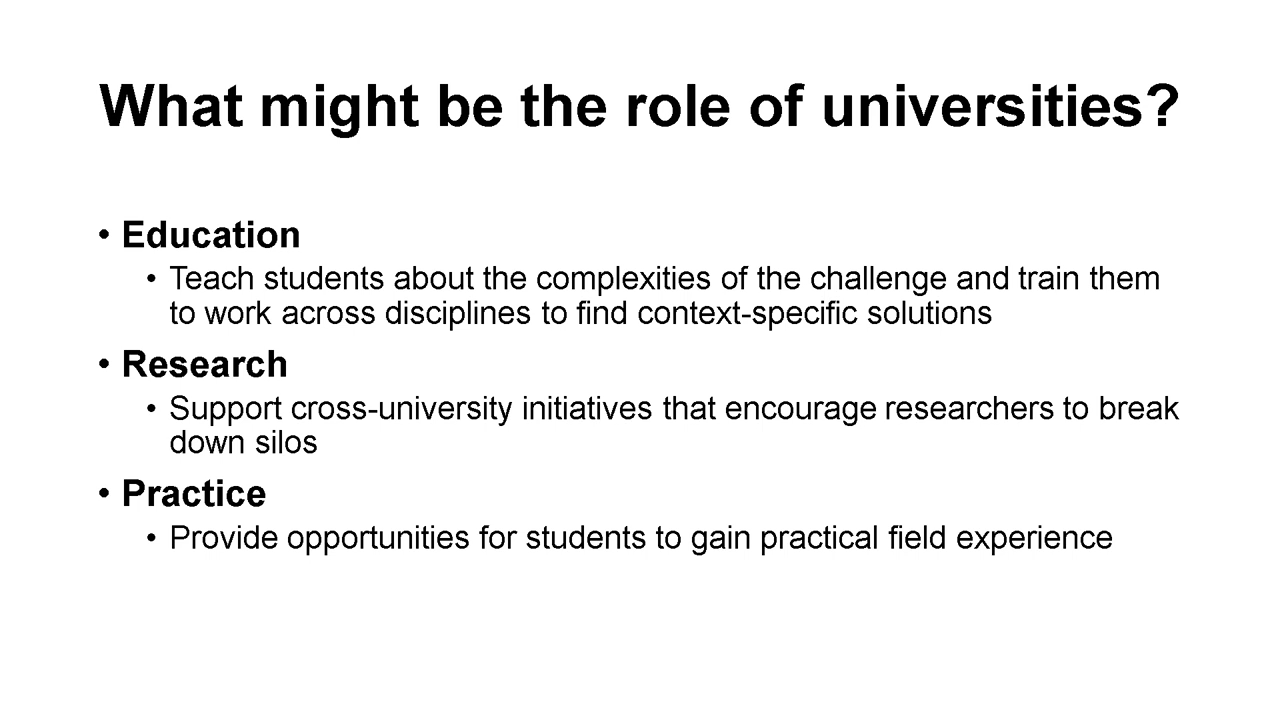 What might be the role of universities?
• Education
• Teach students about the complexities of the challenge and train them
to work across disciplines to find context-specific solutions
• Research
• Support cross-university initiatives that encourage researchers to break
down silos
• Practice
• Provide opportunities for students to gain practical field experience